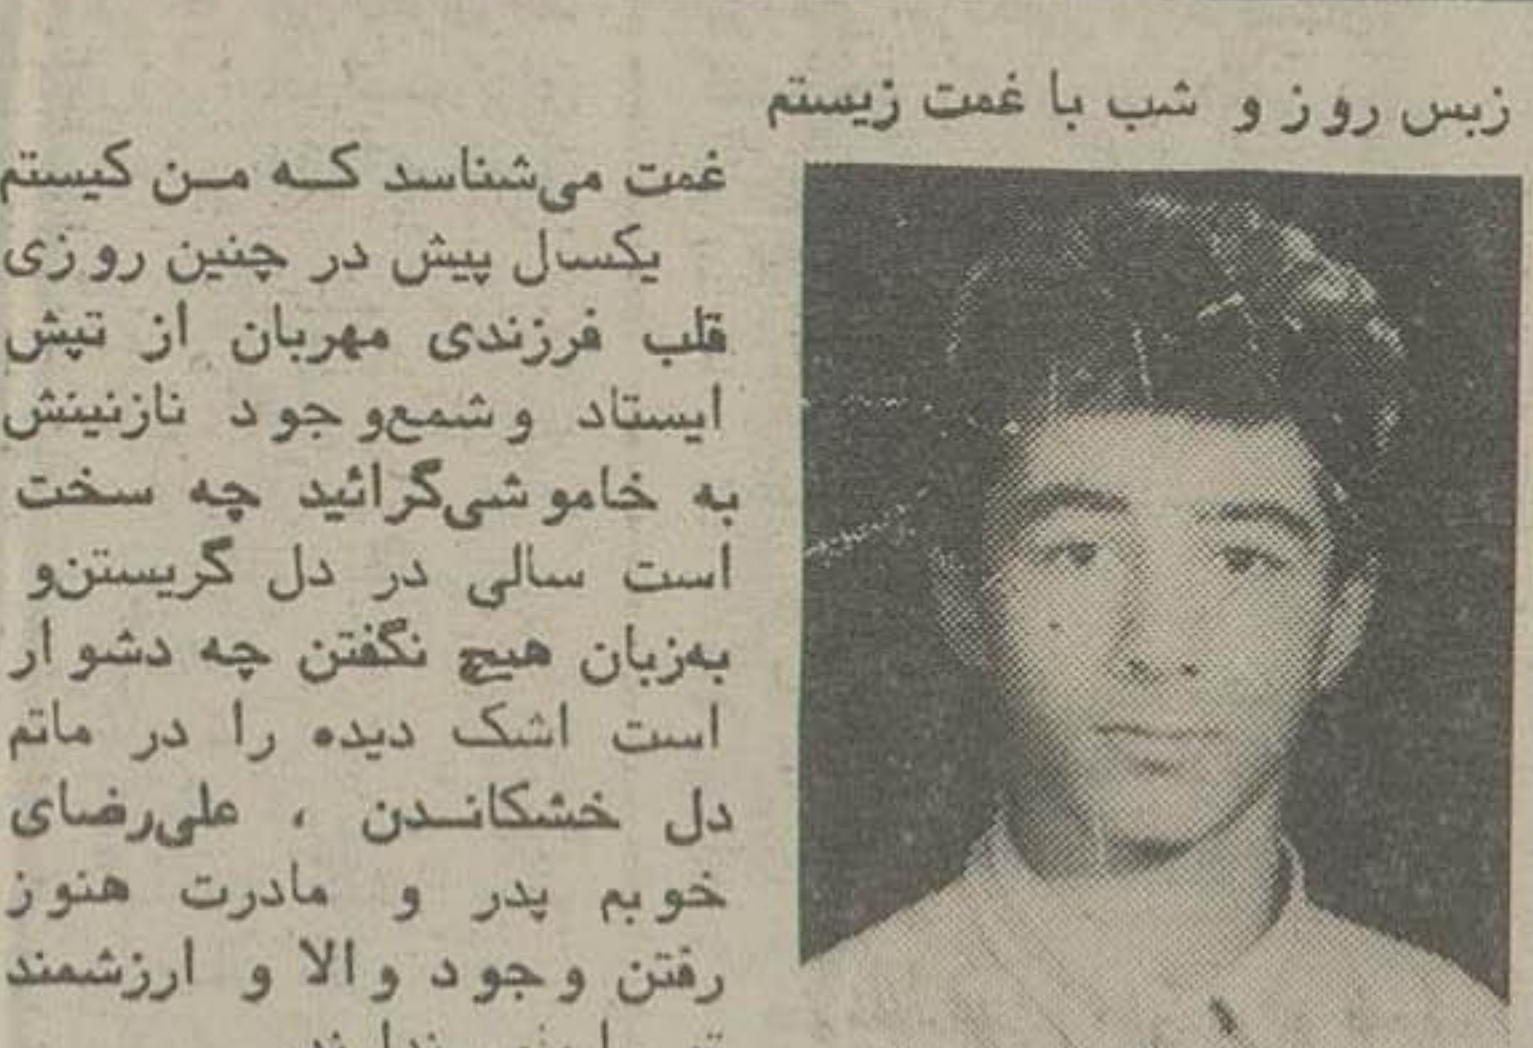 زبس روز و شب با غمت زیستم
غمت می‌شناسد که من کیستم
یکسال پیش در چنین روزی
قلب فرزندی مهربان از تپش
ایستاد و شمع‌وجود نازنینش
به خاموشی‌گرائید چه سخت
است سالی در دل گریستن‌و
به‌زبان هیچ نگفتن چه دشوار
است اشک دیده را در ماتم
دل خشکاندن ، علی‌رضای
خوبم پدر و مادرت هنوز
رفتن وجود والا و ارزشمند